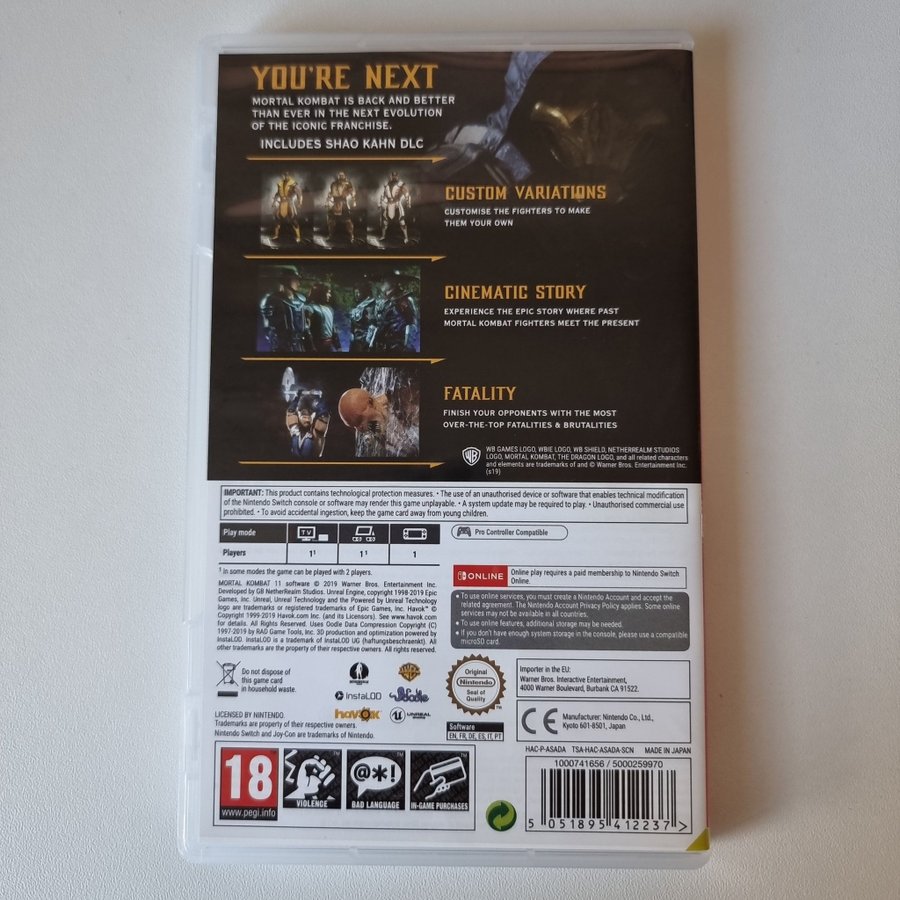 YOU'RE NEXT
MORTAL KOMBAT IS BACK AND BETTER
THAN EVER IN THE NEXT EVOLUTION
OF THE ICONIC FRANCHISE.
INCLUDES SHAO KAHN DLC
CUSTOM VARIATIONS
CUSTOMISE THE FIGHTERS TO MAKE
THEM YOUR OWN
CINEMATIC STORY
EXPERIENCE THE EPIC STORY WHERE PAST
MORTAL KOMBAT FIGHTERS MEET THE PRESENT
FATALITY
FINISH YOUR OPPONENTS WITH THE MOST
OVER-THE-TOP FATALITIES & BRUTALITIES
WB GAMES LOGO, WBIE LOGO, WB SHIELD, NETHERREALM STUDIOS
LOGO, MORTAL KOMBAT, THE DRAGON LOGO, and all related characters
and elements are trademarks of and © Warner Bros. Entertainment Inc.
(s19)
IMPORTANT: This product contains technological protection measures. • The use of an unauthorised device or software that enables technical modification
of the Nintendo Switch console or software may render this game unplayable. • A system update may be required to play. • Unauthorised commercial use
prohibited. • To avoid accidental ingestion, keep the game card away from young children.
Play mode TV
Players 1¹ 1¹ 1
Pro Controller Compatible
¹ In some modes the game can be played with 2 players.
MORTAL KOMBAT 11 software © 2019 Warner Bros. Entertainment Inc.
Developed by GB NetherRealm Studios. Unreal Engine, copyright 1998-2019 Epic
Games, Inc. Unreal, Unreal Technology and the Powered by Unreal Technology
logo are trademarks or registered trademarks of Epic Games, Inc. Havok™ ©
Copyright 1999-2019 Havok.com Inc. (and its Licensors). See www.havok.com
for details. All Rights Reserved. Uses Oodle Data Compression Copyright (C)
1997-2019 by RAD Game Tools, Inc. 3D production and optimization powered by
InstaLOD. InstaLOD is a trademark of InstaLOD UG (haftungsbeschraenkt). All
other trademarks are the property of their respective owners. All rights reserved.
ONLINE
Online play requires a paid membership to Nintendo Switch
Online.
• To use online services, you must create a Nintendo Account and accept the
related agreement. The Nintendo Account Privacy Policy applies. Some online
services may not be available in all countries.
• To use online features, additional storage may be needed.
• If you don't have enough system storage in the console, please use a compatible
microSD card.
Do not dispose of
this game card
in household waste.
InstaLOD
Oodle
havok
UNREAL
LICENSED BY NINTENDO.
Trademarks are property of their respective owners.
Nintendo Switch and Joy-Con are trademarks of Nintendo.
Original
Nintendo
Seal of
Quality
Software
EN, FR, DE, ES, IT, PT
Importer in the EU:
Warner Bros. Interactive Entertainment,
4000 Warner Boulevard, Burbank CA 91522.
CE
Manufacturer: Nintendo Co., Ltd.,
Kyoto 601-8501, Japan
HAC-P-ASADA TSA-HAC-ASADA-SCN MADE IN JAPAN
18
www.pegi.info
VIOLENCE
@*!
BAD LANGUAGE
IN-GAME PURCHASES
1000741656 / 5000259970
5 051895 412237 >